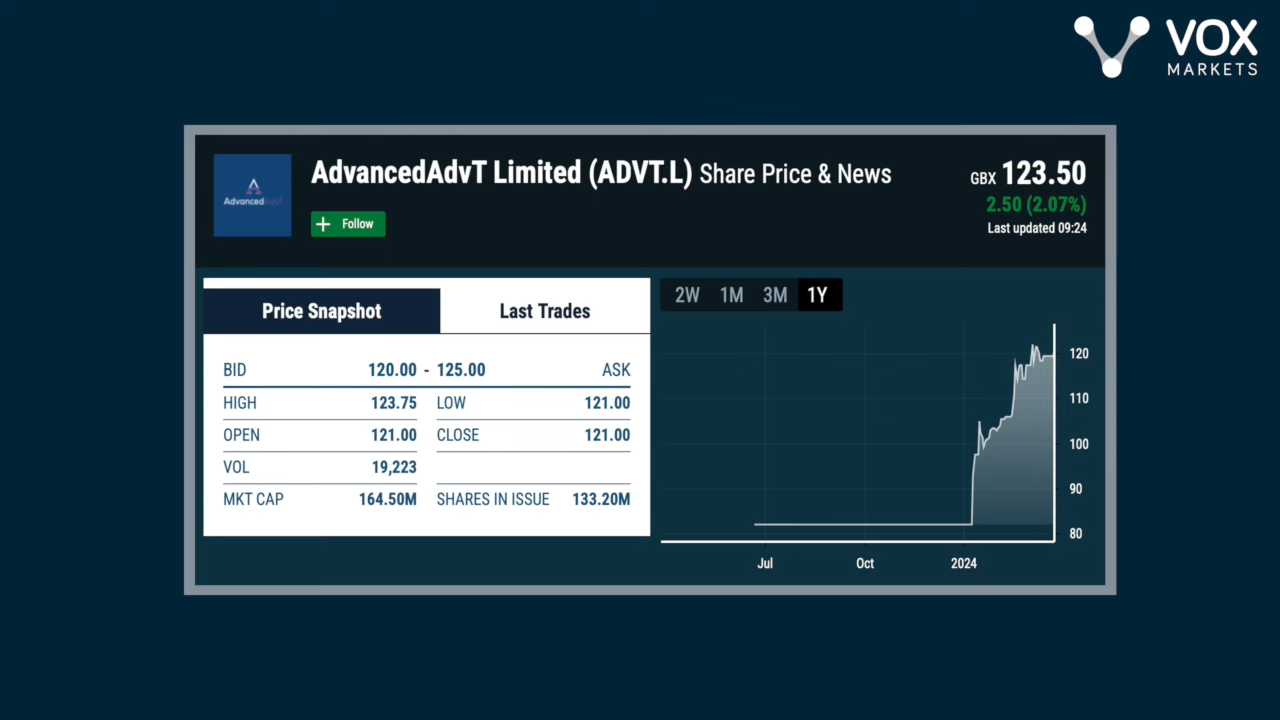 VOX
MARKETS
AdvancedAdvT Limited (ADVT.L) Share Price & News
AdvancedAdvT
+ Follow
GBX 123.50
2.50 (2.07%)
Last updated 09:24
Price Snapshot
Last Trades
BID 120.00 - 125.00 ASK
HIGH 123.75 LOW 121.00
OPEN 121.00 CLOSE 121.00
VOL 19,223
MKT CAP 164.50M SHARES IN ISSUE 133.20M
2W 1M 3M 1Y
120
110
100
90
80
Jul Oct 2024